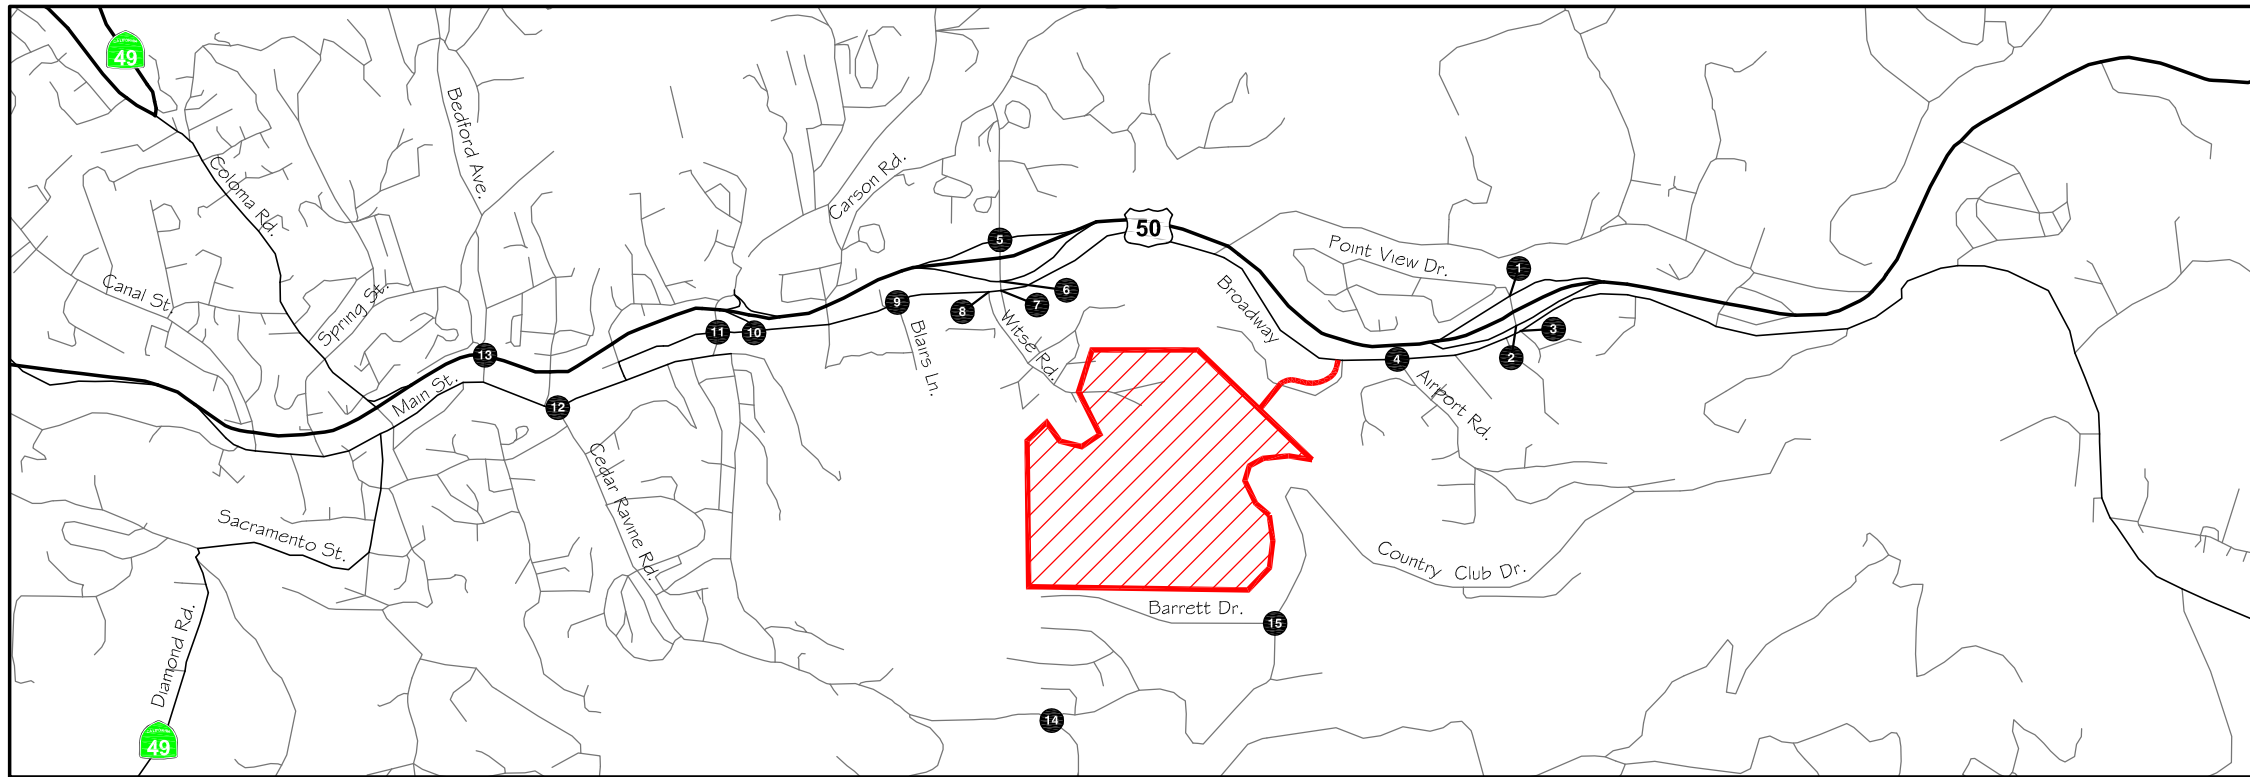 49
Bedford Ave.
Coloma Rd.
Carson Rd.
50
5
Point View Dr.
1
Canal St.
Spring St.
Broadway
6
9
7
8
Witse Rd.
Blairs Ln.
11
10
3
13
2
4
Main St.
12
Airport Rd.
Cedar Ravine Rd.
Sacramento St.
Country Club Dr.
Barrett Dr.
15
Diamond Rd.
14
49